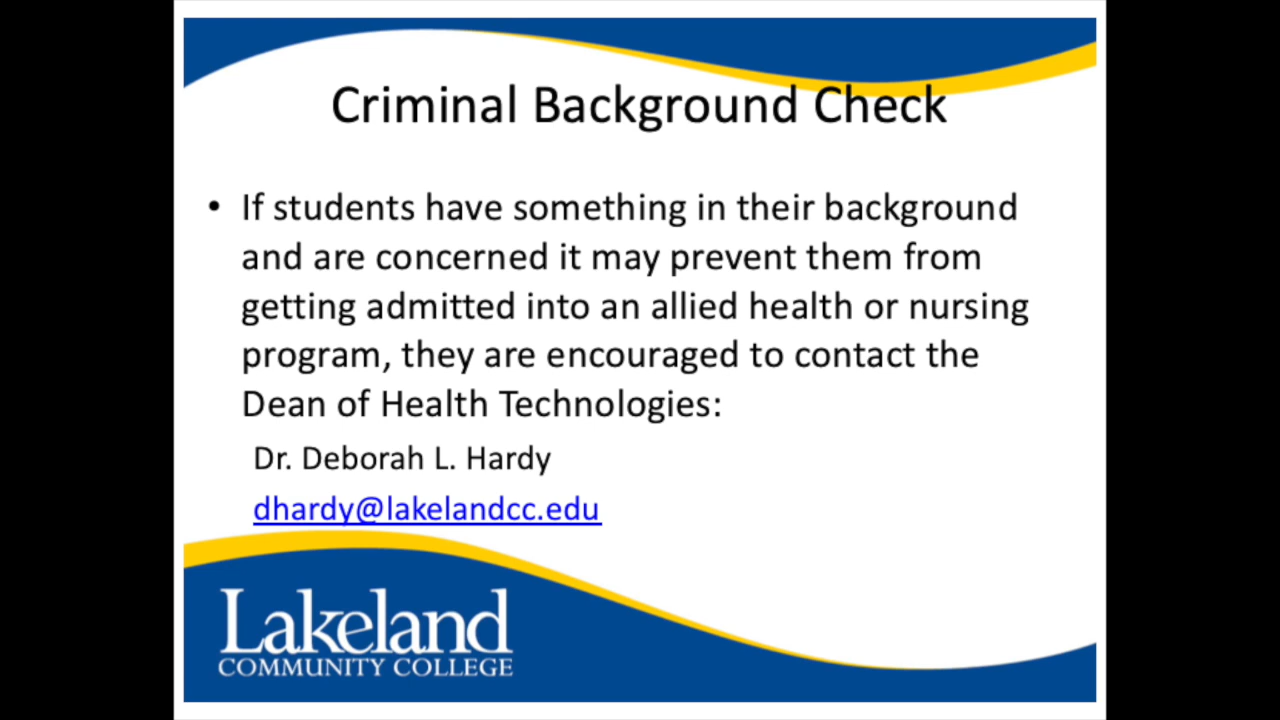 Criminal Background Check
• If students have something in their background
and are concerned it may prevent them from
getting admitted into an allied health or nursing
program, they are encouraged to contact the
Dean of Health Technologies:
Dr. Deborah L. Hardy
dhardy@lakelandcc.edu
Lakeland
COMMUNITY COLLEGE